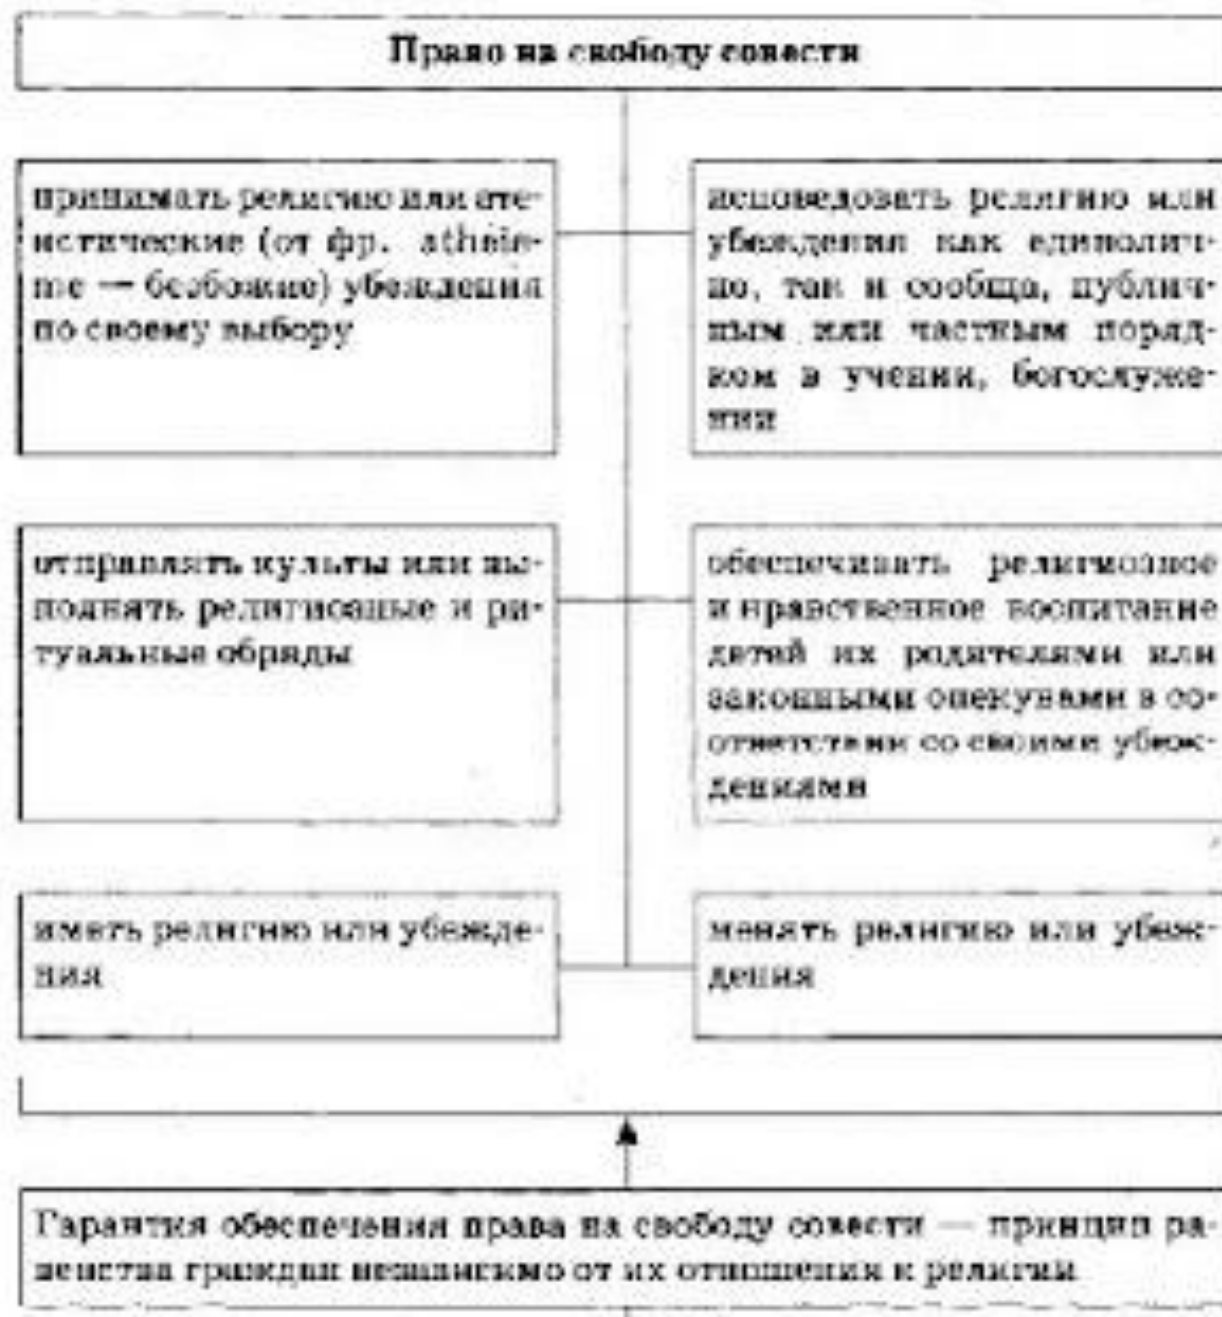 Право на свободу совести
принимать религию или ате-
истические (от фр. atheis-
me — безбожие) убеждения
по своему выбору
исповедовать религию или
убеждения как единолич-
но, так и сообща, публич-
ным или частным поряд-
ком в учении, богослуже-
нии
отправлять культы или вы-
полнять религиозные и ри-
туальные обряды
обеспечивать религиозное
и нравственное воспитание
детей их родителями или
законными опекунами в со-
ответствии со своими убеж-
дениями
иметь религию или убежде-
ния
менять религию или убеж-
дения
Гарантия обеспечения права на свободу совести — принцип ра-
венства граждан независимо от их отношения к религии